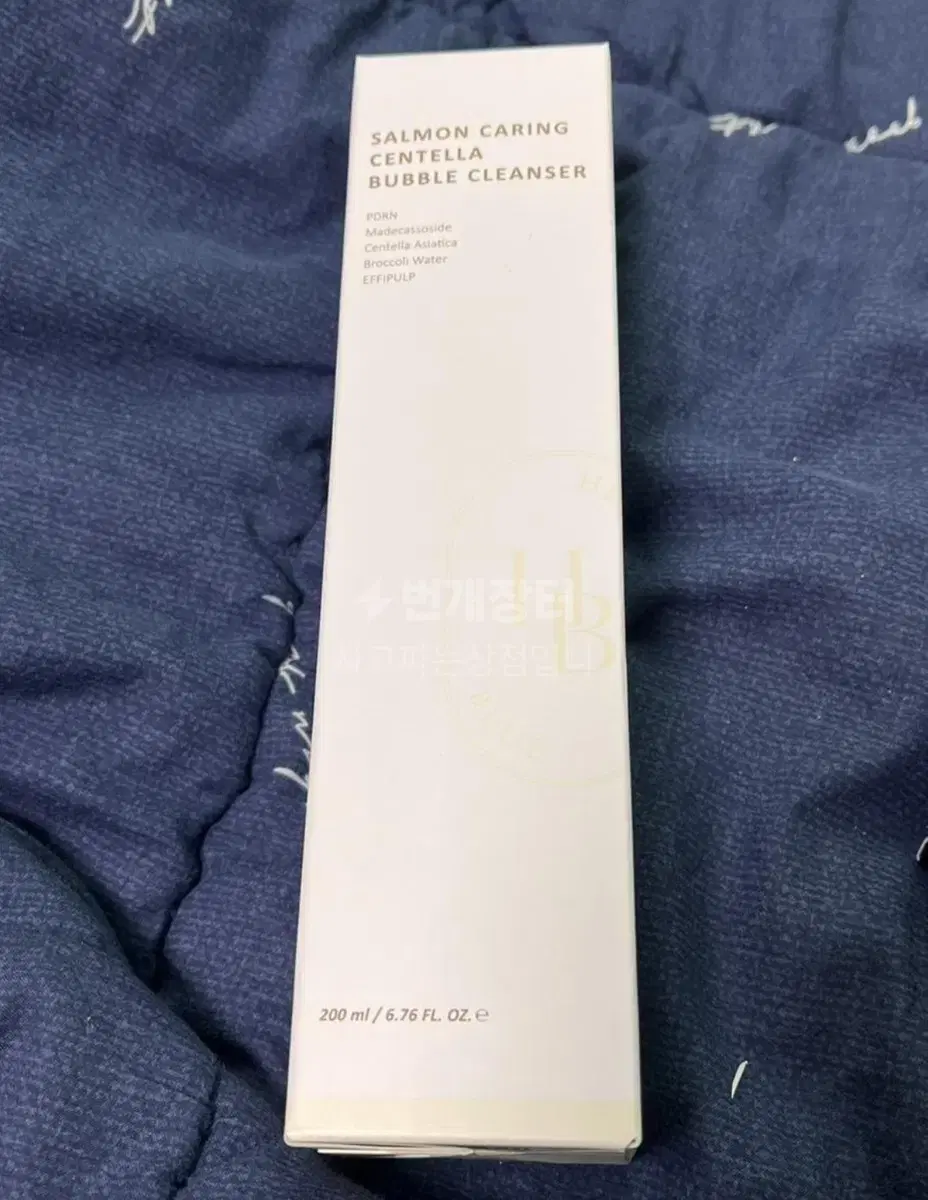 SALMON CARING
CENTELLA
BUBBLE CLEANSER
PDRN
Madecassoside
Centella Asiatica
Broccoli Water
EFFIPULP
번개장터
200 ml / 6.76 FL. OZ. ℮